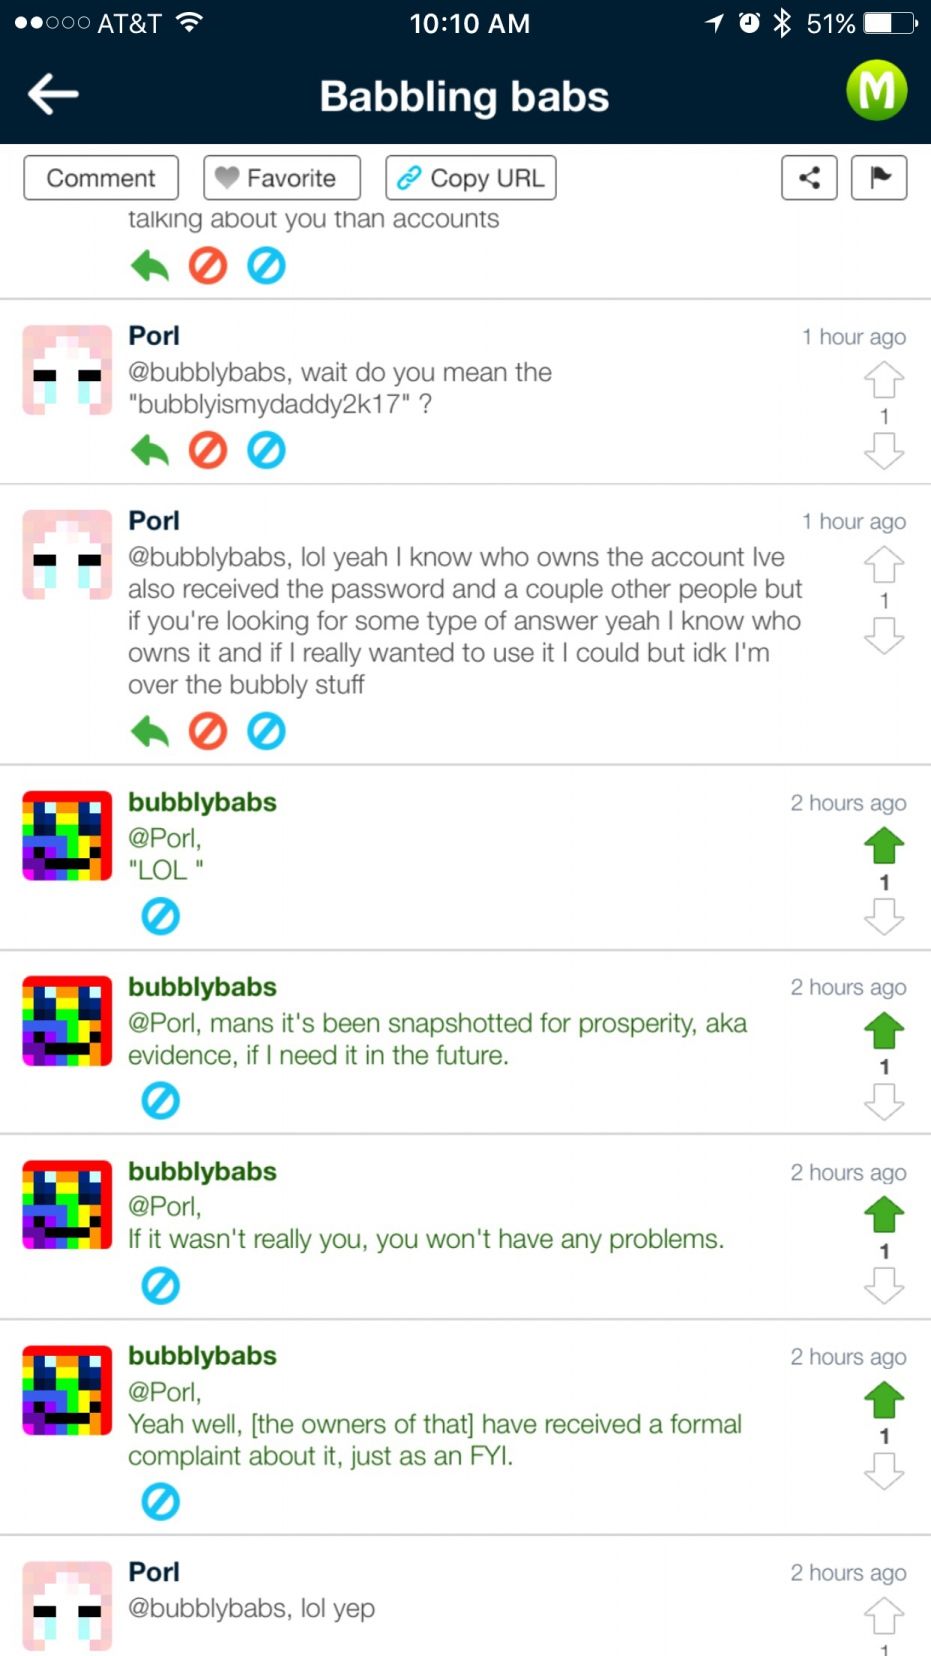 AT&T 10:10 AM 51%
Babbling babs M
Comment Favorite Copy URL
talking about you than accounts
Porl 1 hour ago
@bubblybabs, wait do you mean the
"bubblyismydaddy2k17" ?
1
Porl 1 hour ago
@bubblybabs, lol yeah I know who owns the account Ive
also received the password and a couple other people but
if you're looking for some type of answer yeah I know who
owns it and if I really wanted to use it I could but idk I'm
over the bubbly stuff
1
bubblybabs 2 hours ago
@Porl,
"LOL "
1
bubblybabs 2 hours ago
@Porl, mans it's been snapshotted for prosperity, aka
evidence, if I need it in the future.
1
bubblybabs 2 hours ago
@Porl,
If it wasn't really you, you won't have any problems.
1
bubblybabs 2 hours ago
@Porl,
Yeah well, [the owners of that] have received a formal
complaint about it, just as an FYI.
1
Porl 2 hours ago
@bubblybabs, lol yep
1